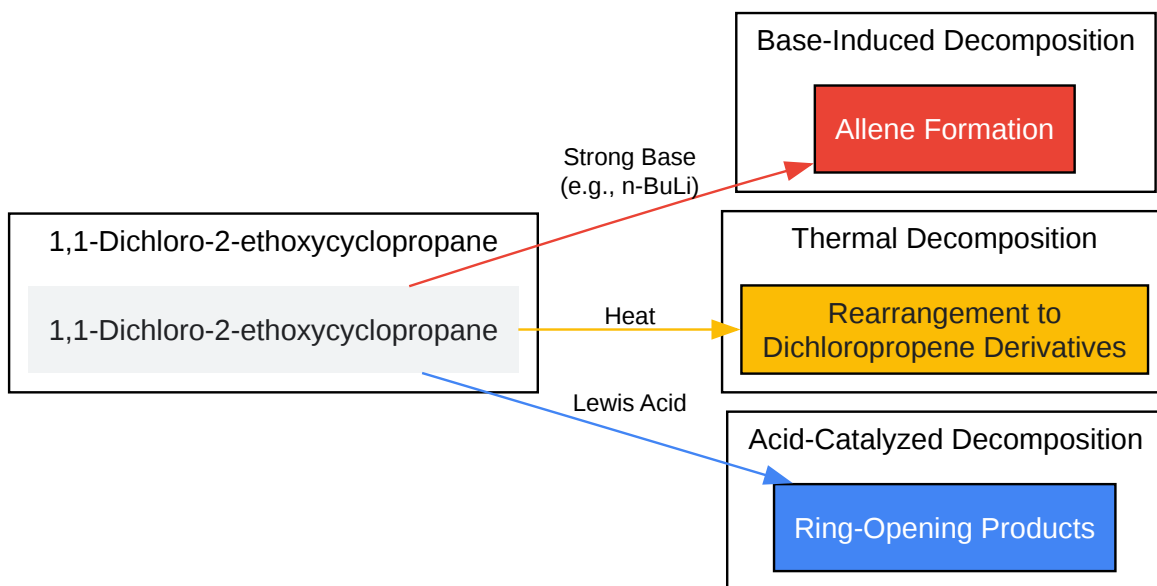 Base-Induced Decomposition
Allene Formation
Strong Base
(e.g., n-BuLi)
1,1-Dichloro-2-ethoxycyclopropane
1,1-Dichloro-2-ethoxycyclopropane
Heat
Thermal Decomposition
Rearrangement to
Dichloropropene Derivatives
Lewis Acid
Acid-Catalyzed Decomposition
Ring-Opening Products